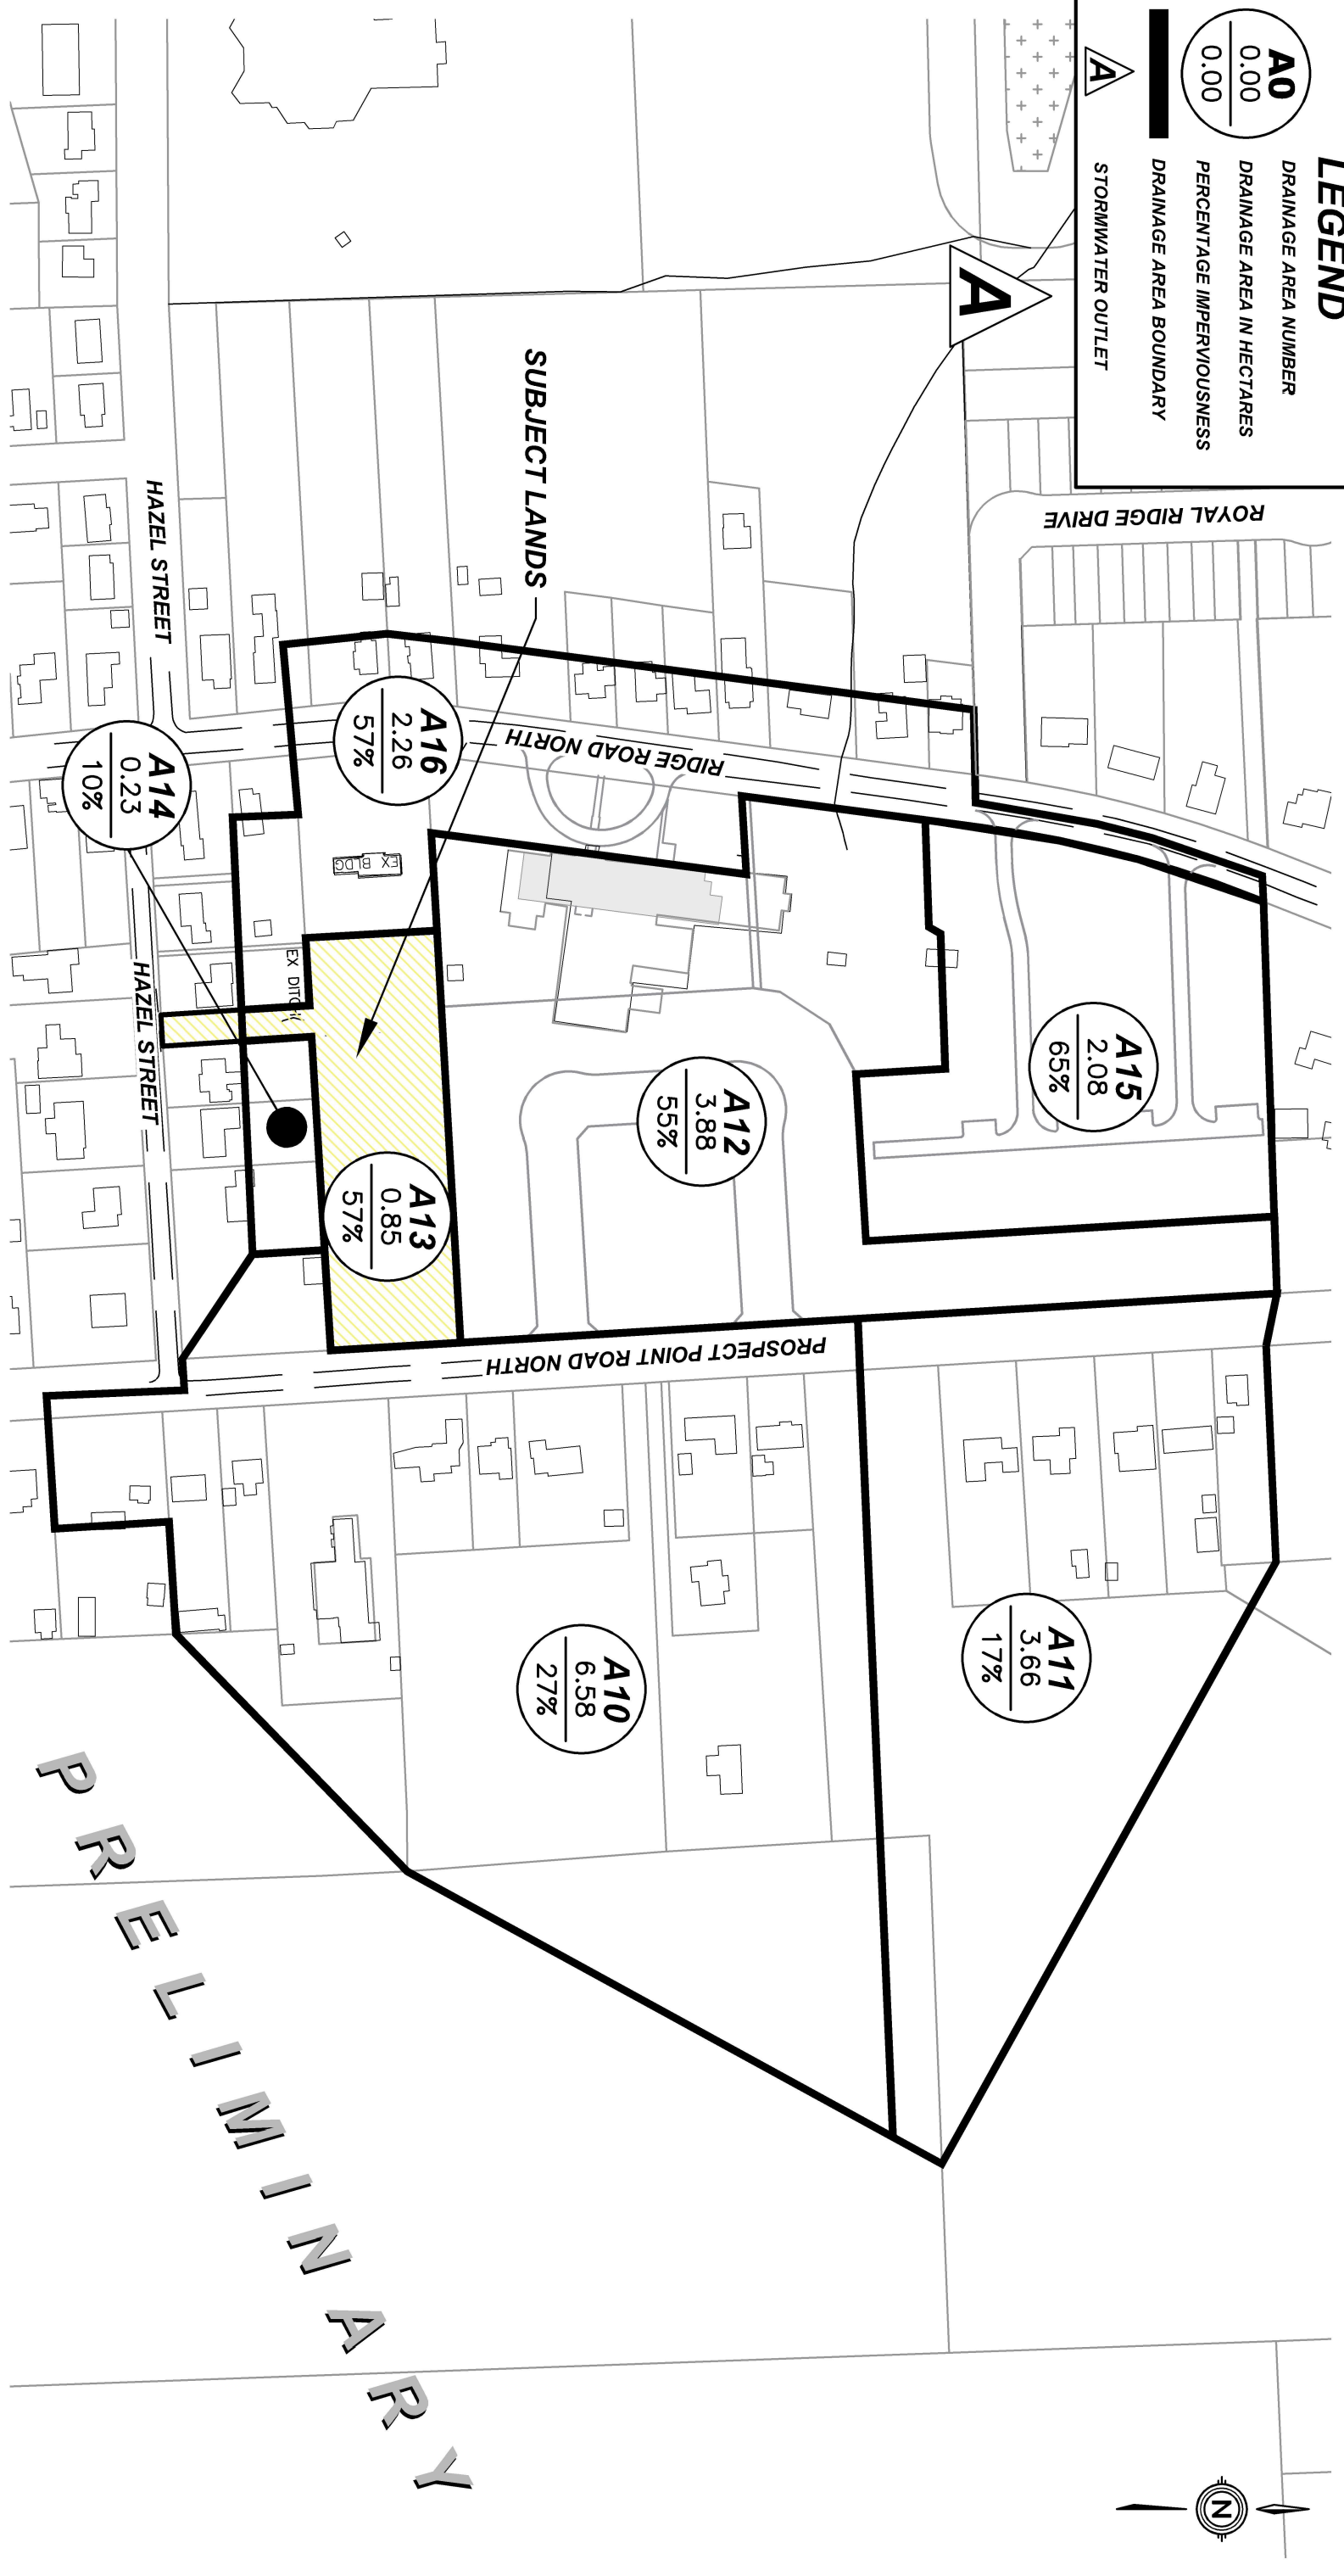 LEGEND
A0
0.00
0.00
DRAINAGE AREA NUMBER
DRAINAGE AREA IN HECTARES
PERCENTAGE IMPERVIOUSNESS
DRAINAGE AREA BOUNDARY
A
STORMWATER OUTLET
A
ROYAL RIDGE DRIVE
SUBJECT LANDS
HAZEL STREET
RIDGE ROAD NORTH
A16
2.26
57%
A14
0.23
10%
EX BLDG
EX DITCH
HAZEL STREET
A15
2.08
65%
A12
3.88
55%
A13
0.85
57%
PROSPECT POINT ROAD NORTH
A11
3.66
17%
A10
6.58
27%
PRELIMINARY
N